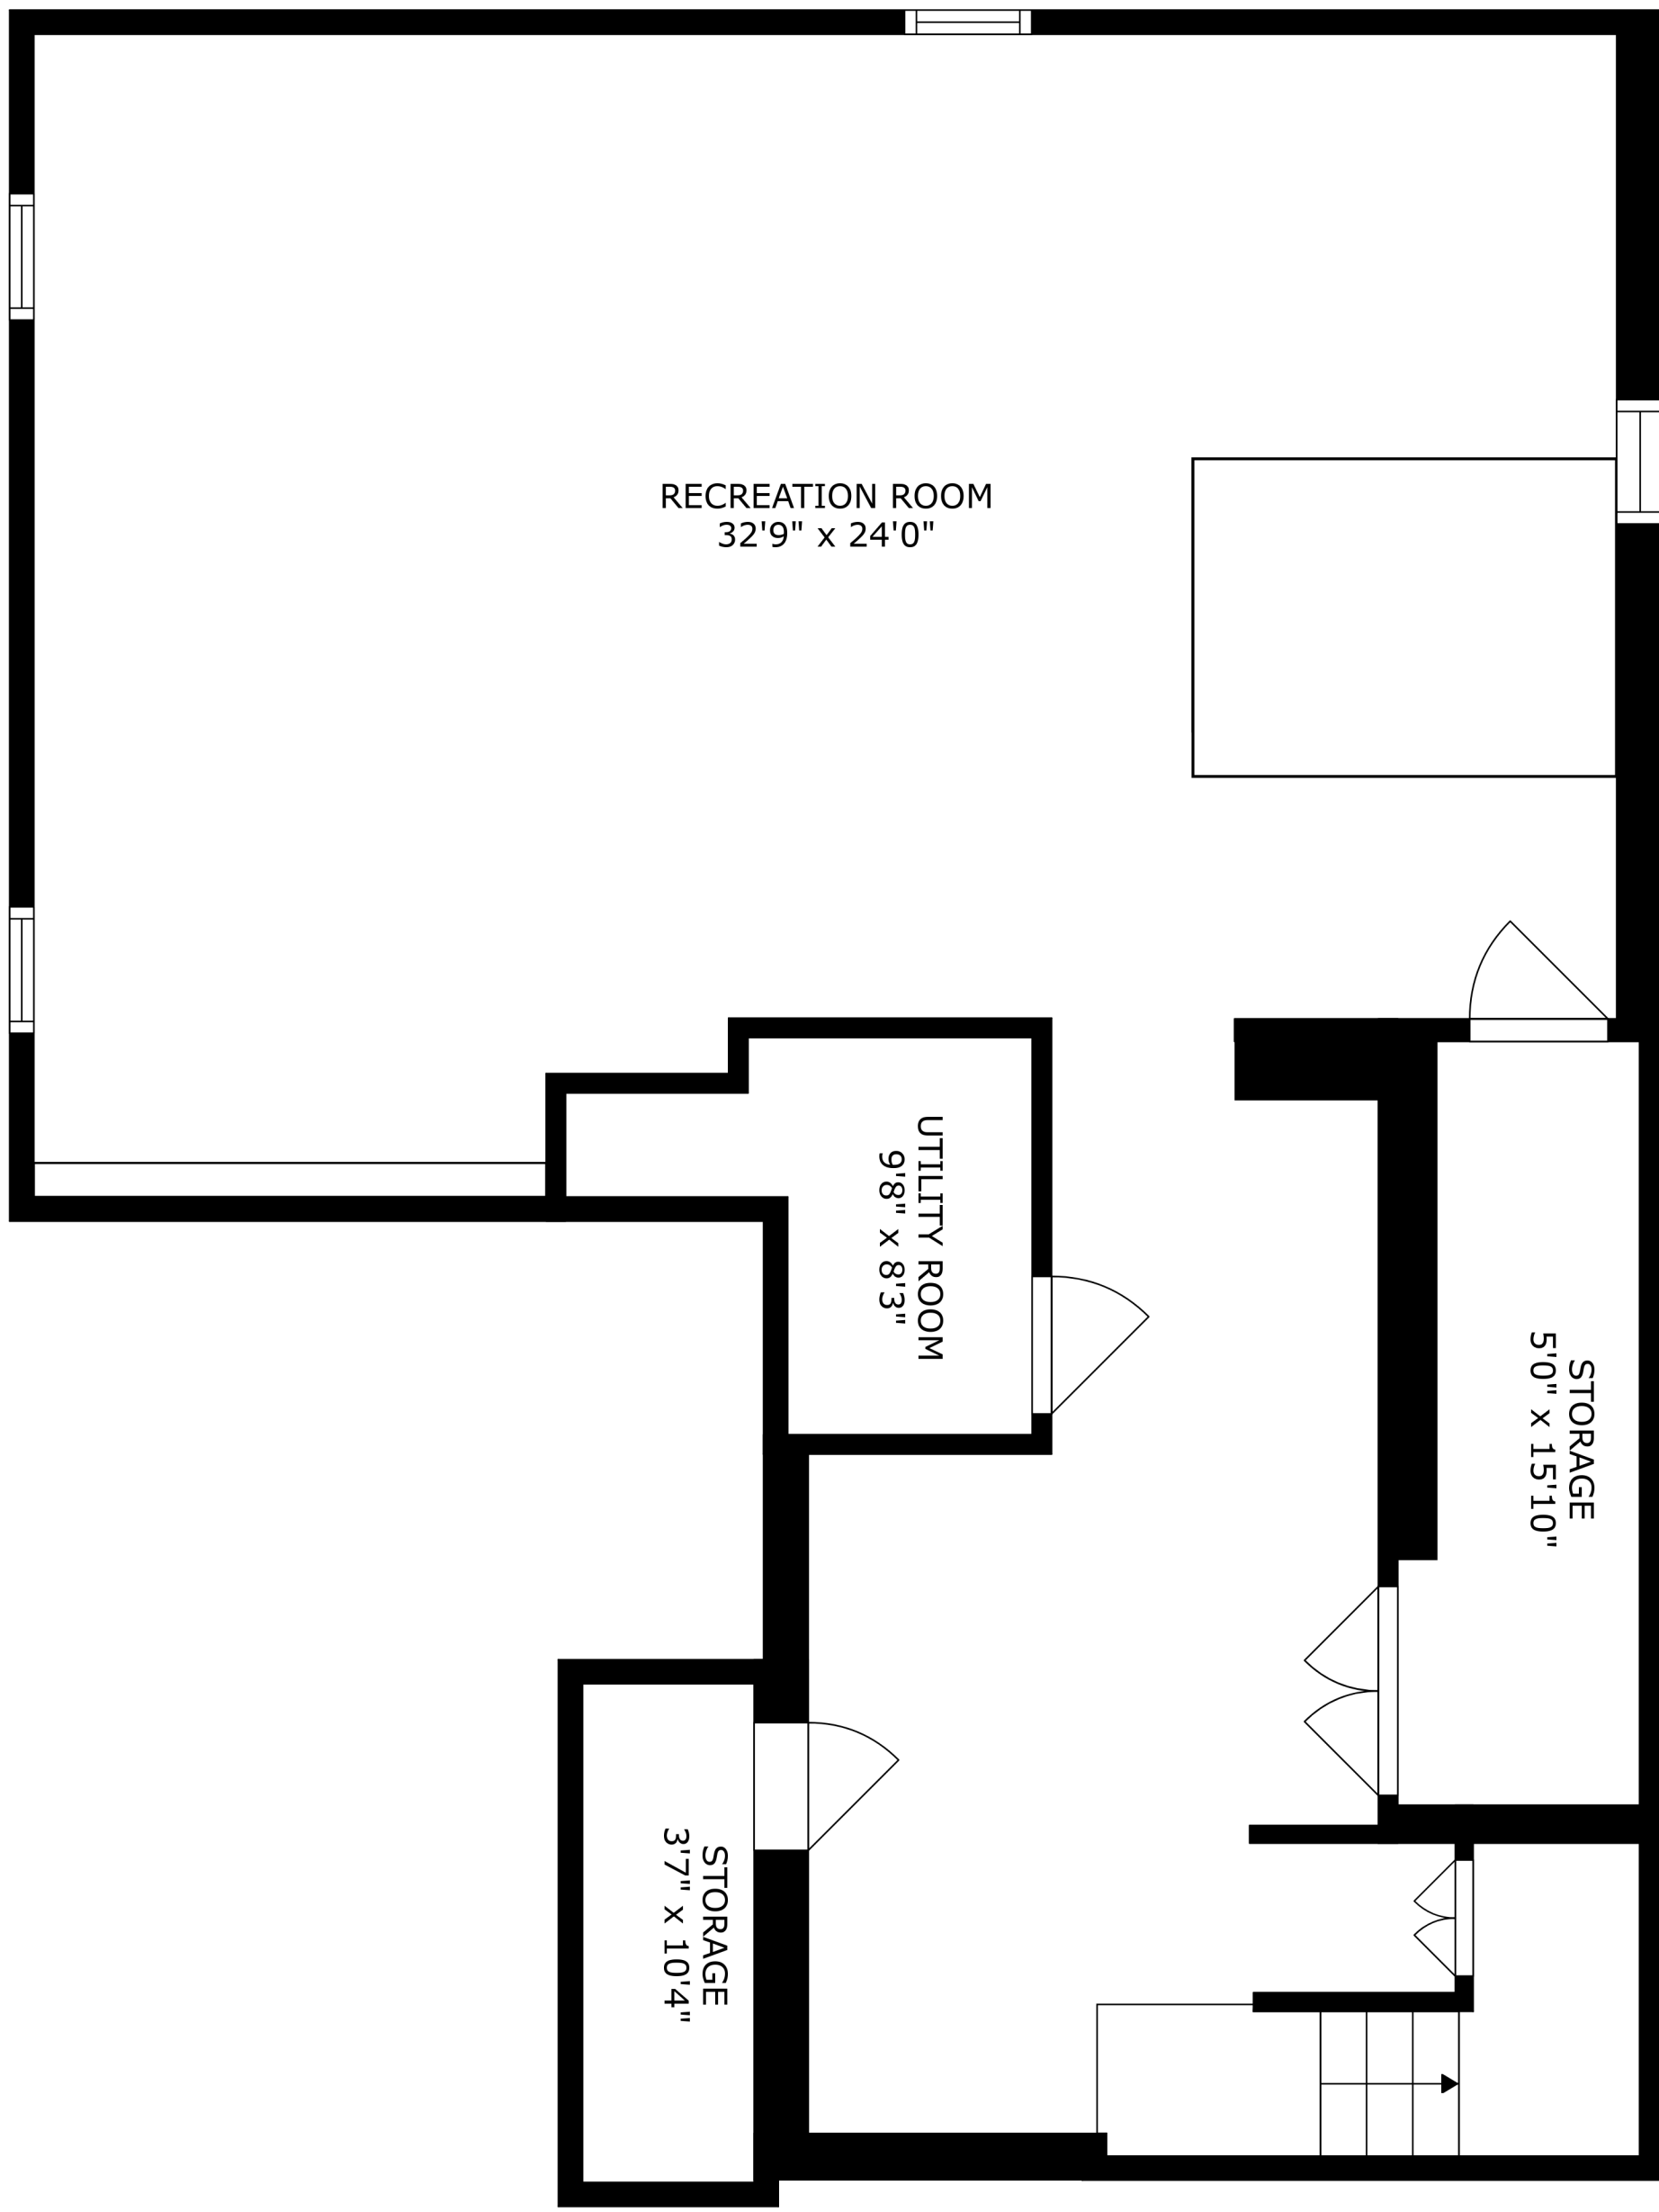 RECREATION ROOM
32'9" x 24'0"
UTILITY ROOM
9'8" x 8'3"
STORAGE
5'0" x 15'10"
STORAGE
3'7" x 10'4"